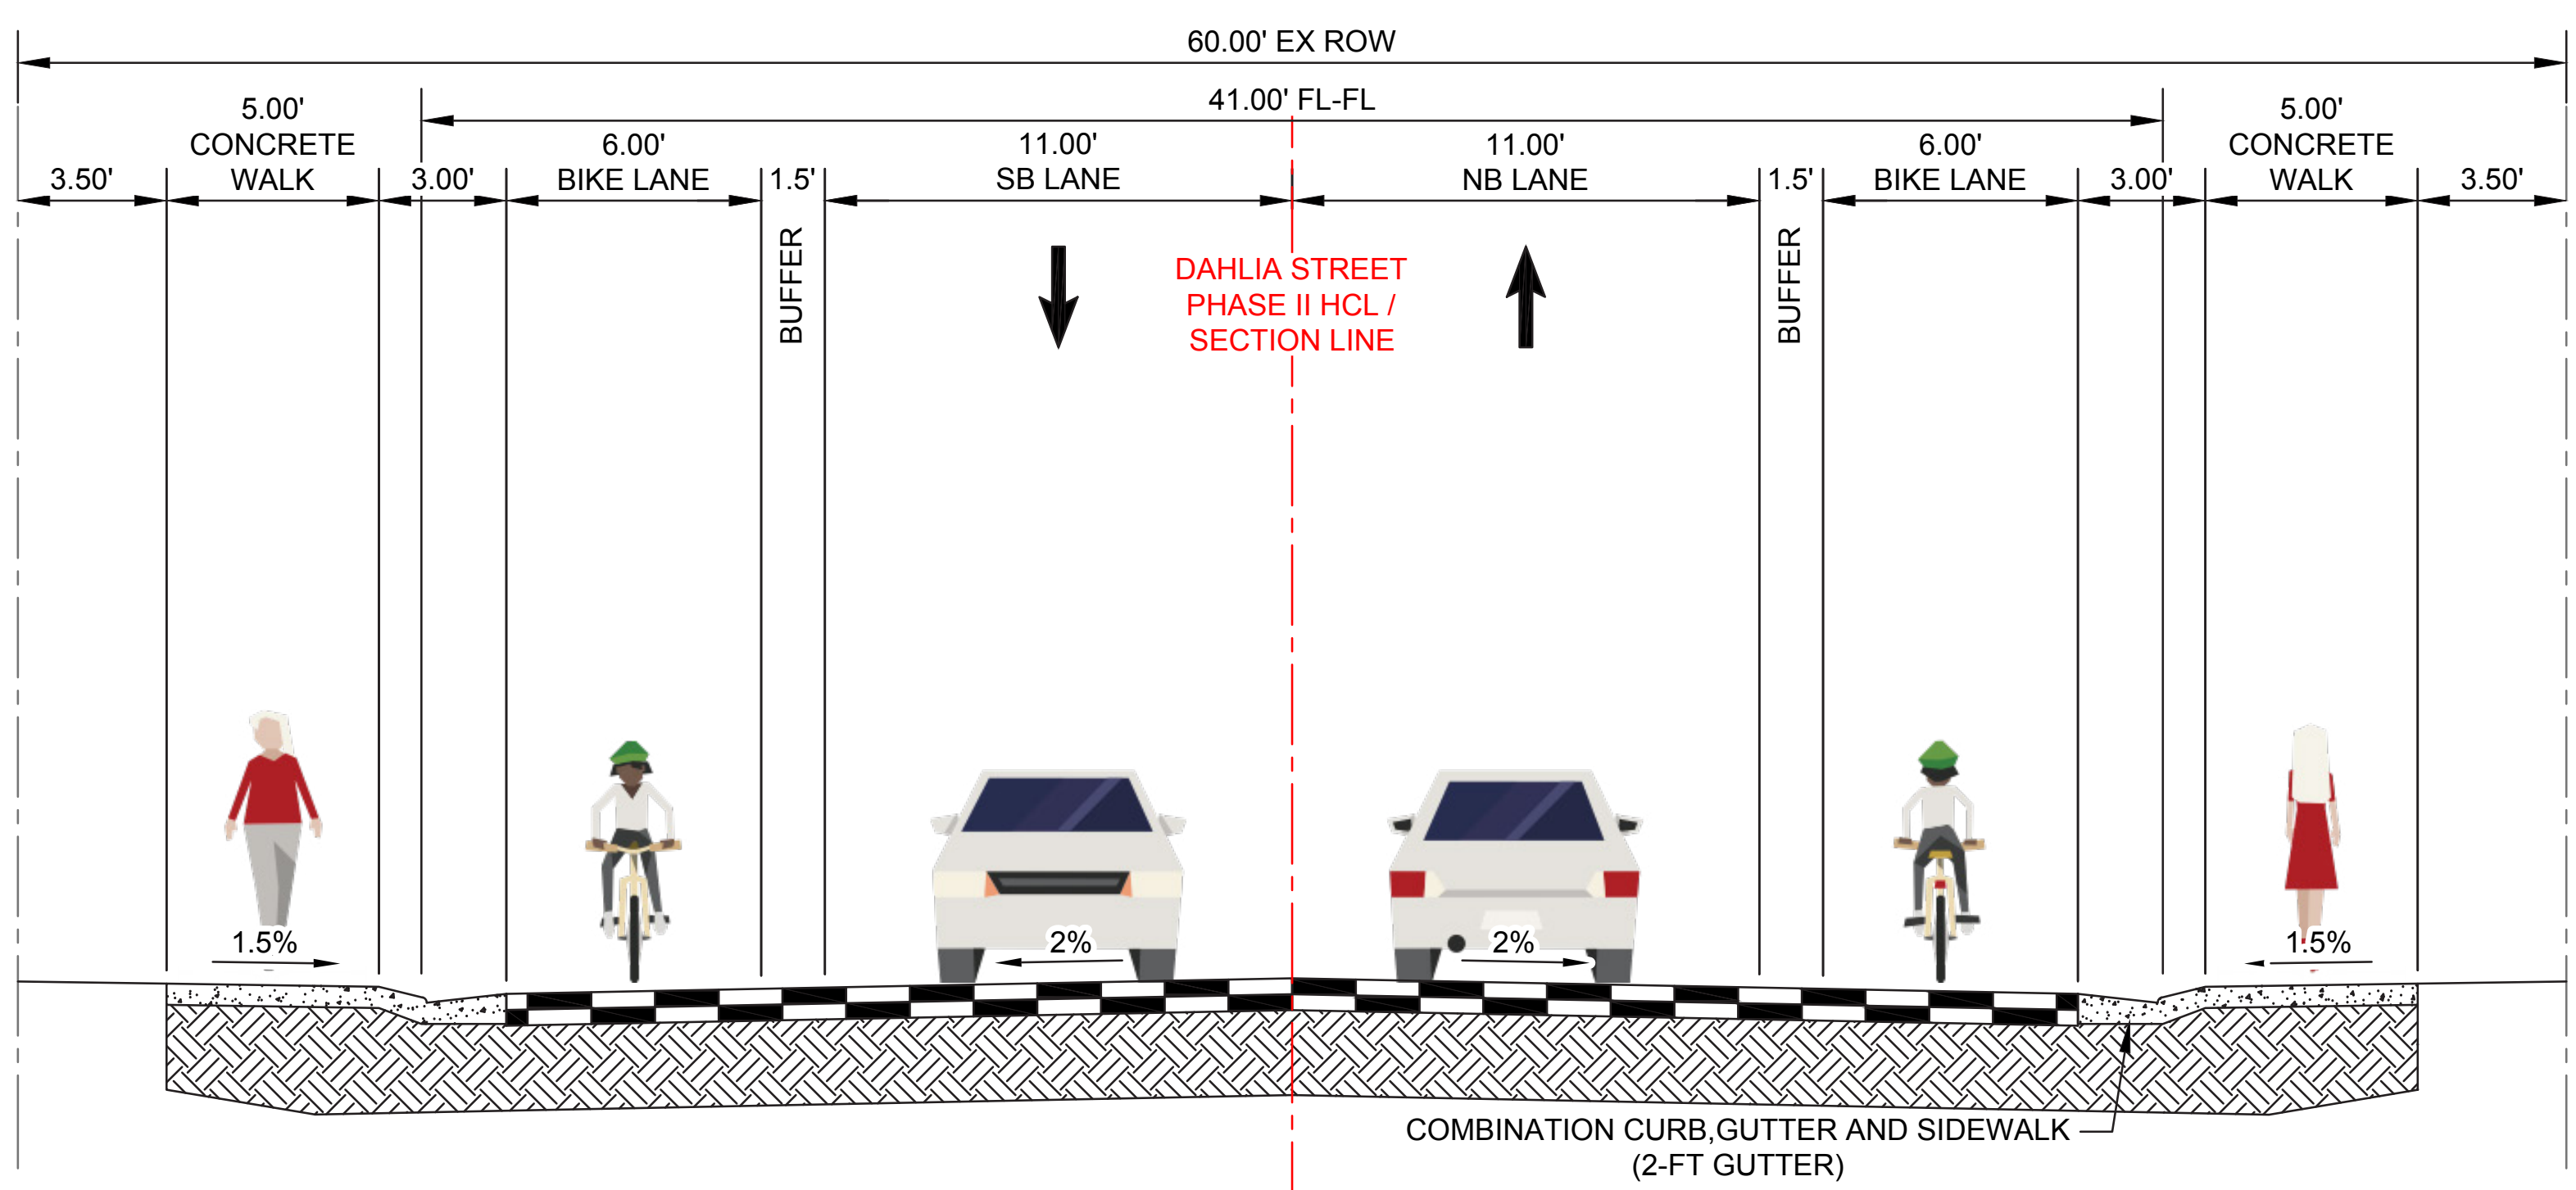 60.00' EX ROW
41.00' FL-FL
5.00'
CONCRETE
WALK
5.00'
CONCRETE
WALK
6.00'
BIKE LANE
11.00'
SB LANE
11.00'
NB LANE
6.00'
BIKE LANE
3.50'
3.00'
1.5'
1.5'
3.00'
3.50'
BUFFER
BUFFER
DAHLIA STREET
PHASE II HCL /
SECTION LINE
1.5%
2%
2%
1.5%
COMBINATION CURB,GUTTER AND SIDEWALK
(2-FT GUTTER)